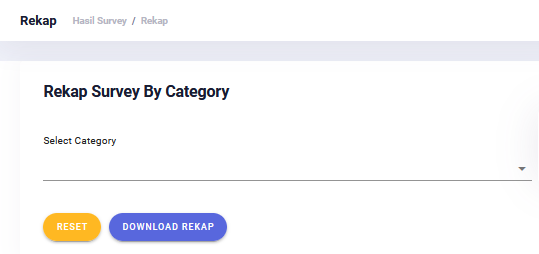 Rekap Hasil Survey / Rekap
Rekap Survey By Category
Select Category
RESET DOWNLOAD REKAP